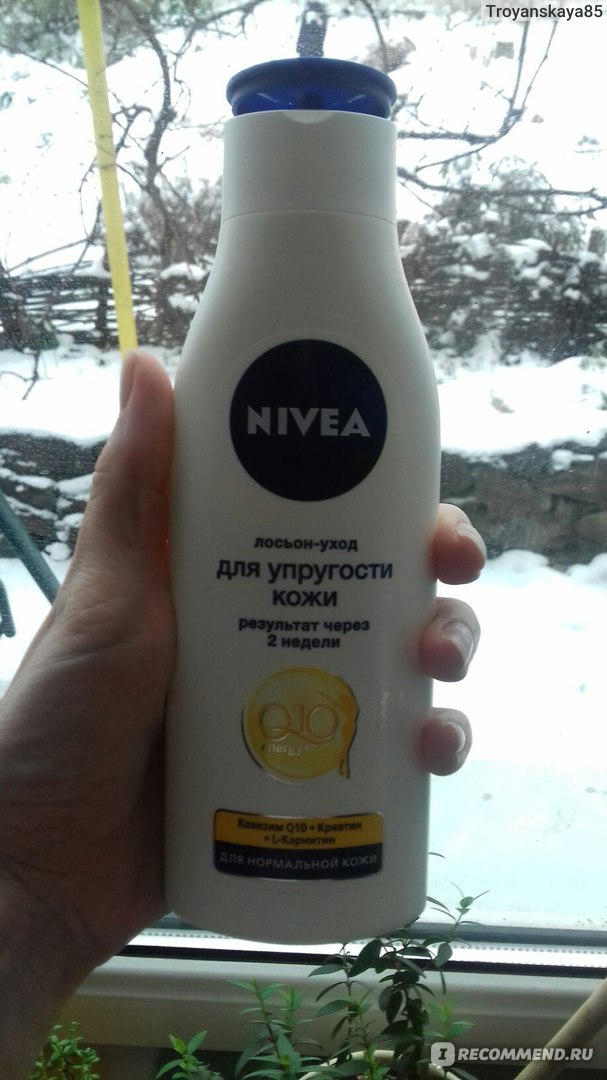 Troyanskaya85
NIVEA
лосьон-уход
для упругости
кожи
результат через
2 недели
Q10
energy+
Коэнзим Q10 • Креатин
• L-Карнитин
ДЛЯ НОРМАЛЬНОЙ КОЖИ
I RECOMMEND.RU